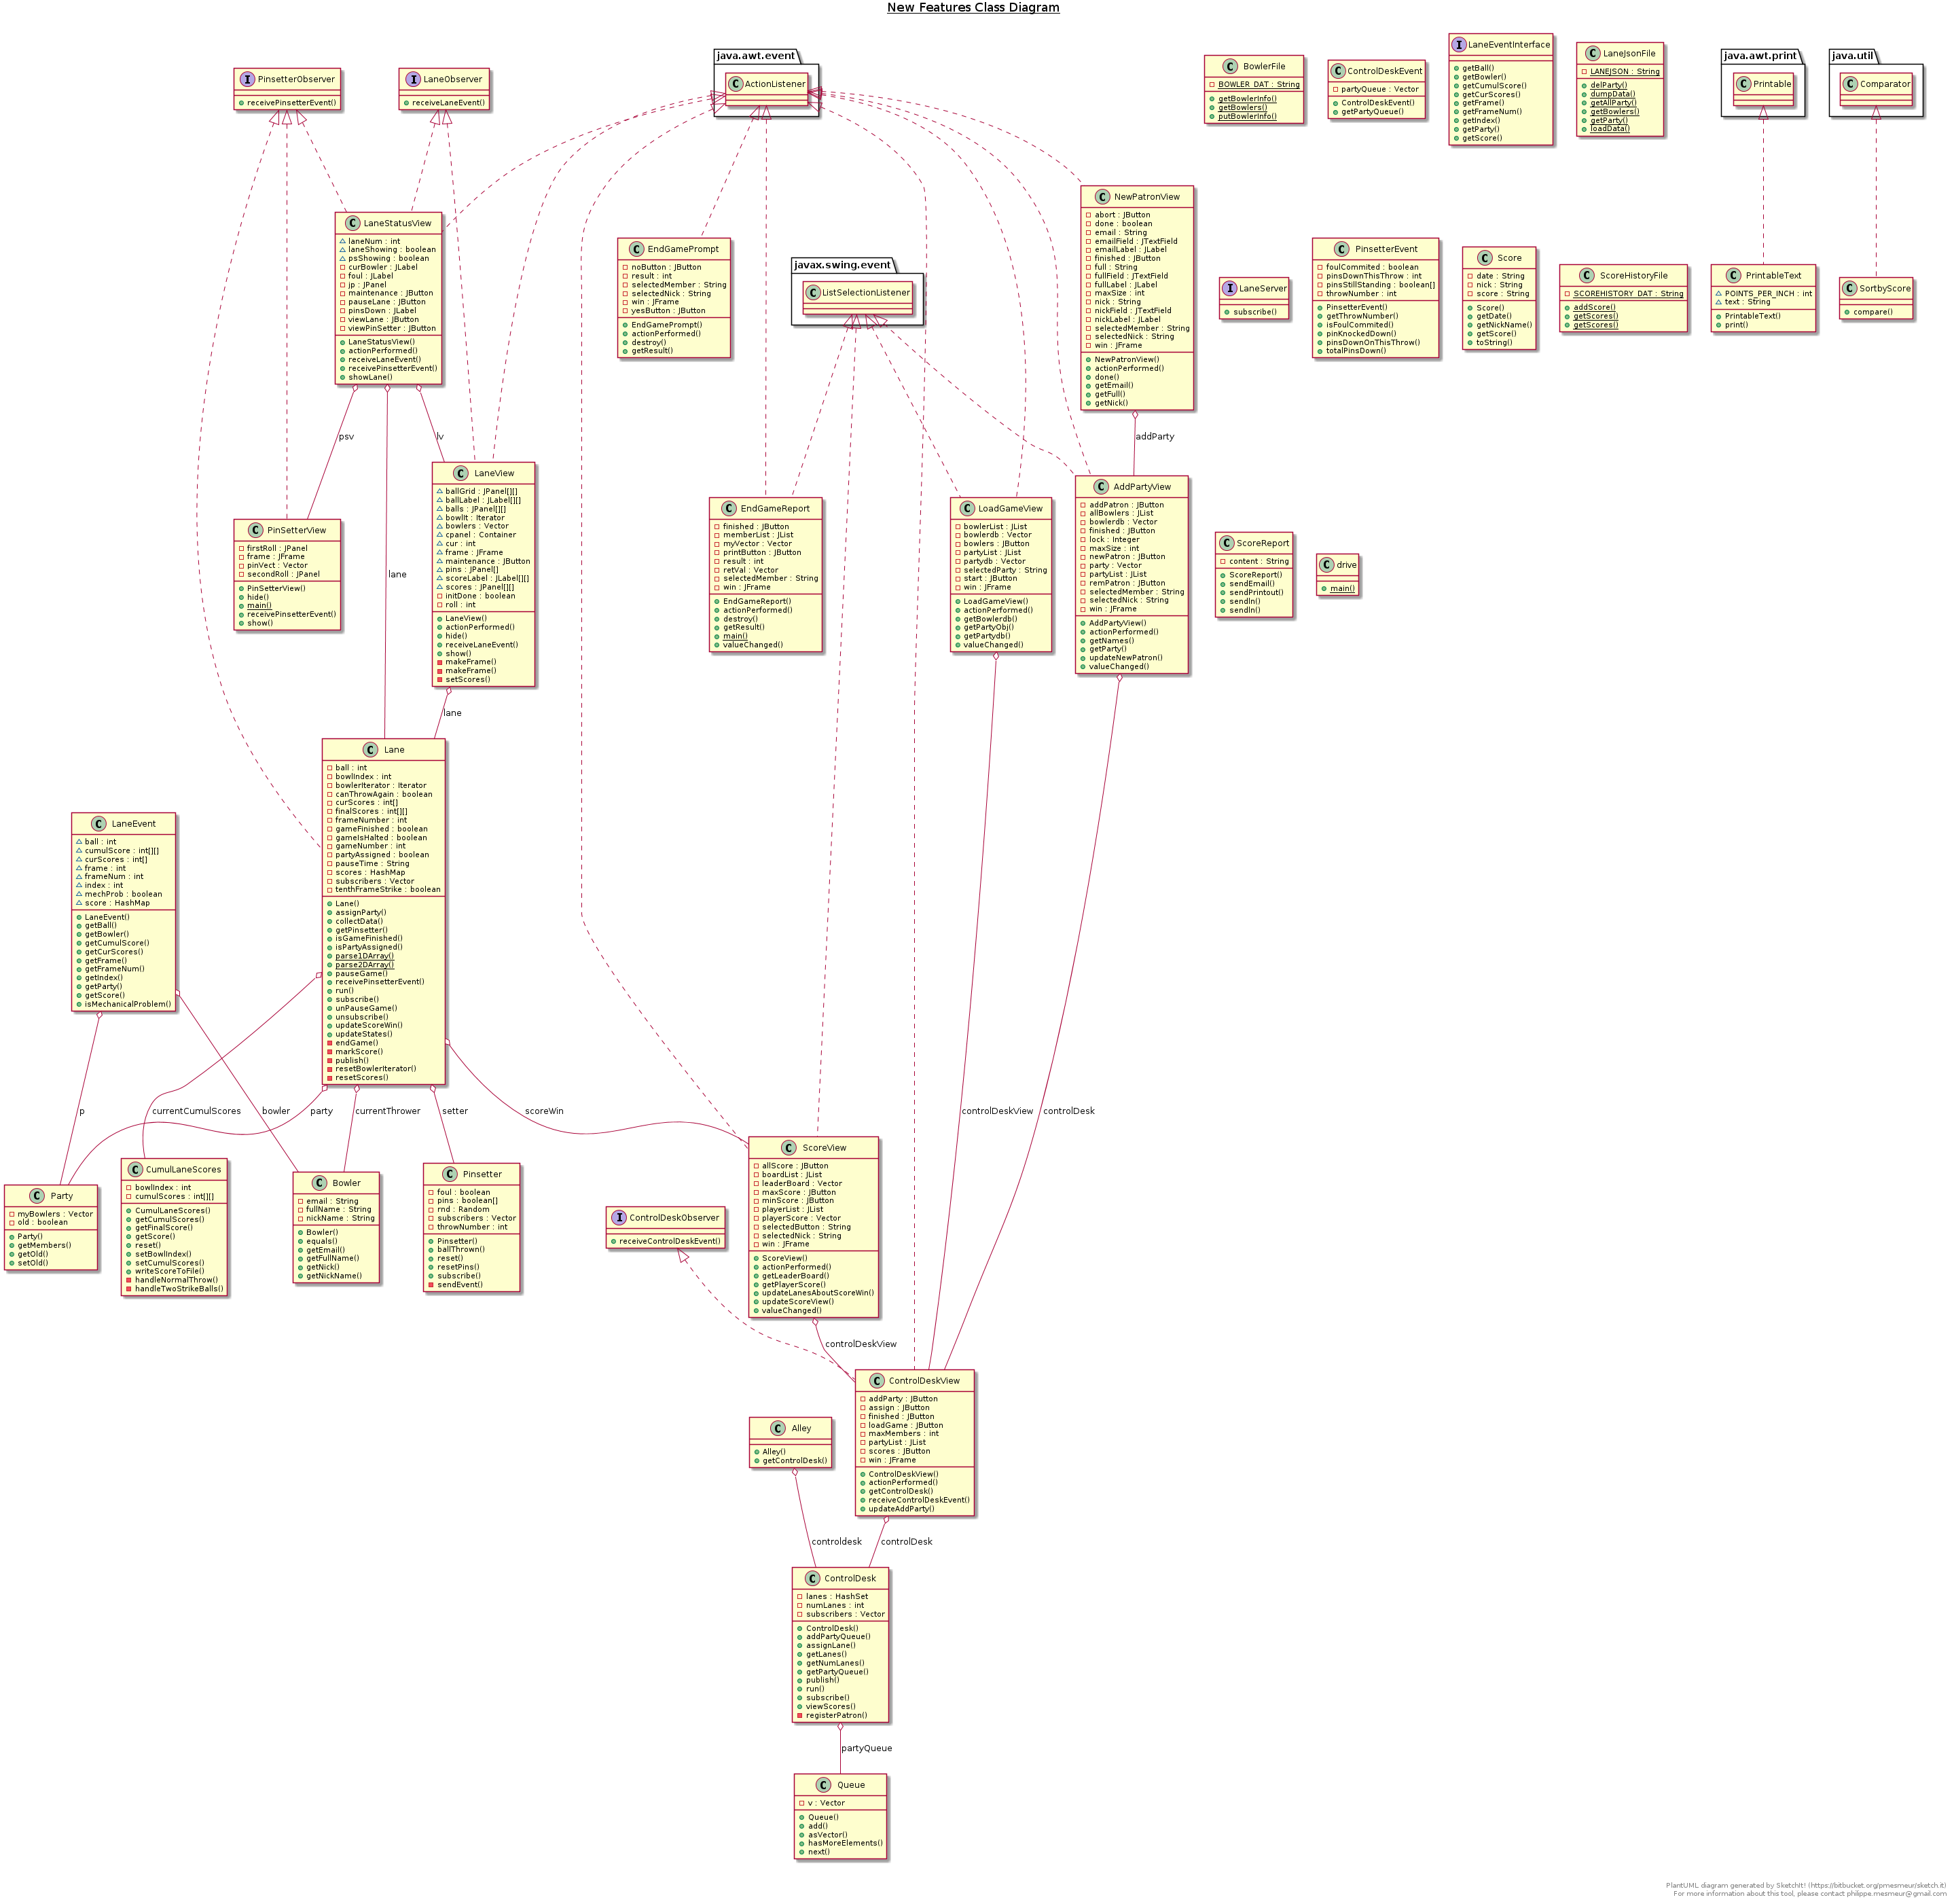 New Features Class Diagram
PinsetterObserver
receivePinsetterEvent()
LaneObserver
receiveLaneEvent()
java.awt.event
ActionListener
BowlerFile
BOWLER_DAT : String
getBowlerInfo()
getBowlers()
putBowlerInfo()
ControlDeskEvent
partyQueue : Vector
ControlDeskEvent()
getPartyQueue()
LaneEventInterface
getBall()
getBowler()
getCumulScore()
getCurScores()
getFrame()
getFrameNum()
getIndex()
getParty()
getScore()
LaneJsonFile
LANEJSON : String
delParty()
dumpData()
getAllParty()
getBowlers()
getParty()
loadData()
java.awt.print
Printable
java.util
Comparator
LaneStatusView
laneNum : int
laneShowing : boolean
psShowing : boolean
curBowler : JLabel
foul : JLabel
jp : JPanel
maintenance : JButton
pauseLane : JButton
pinsDown : JLabel
viewLane : JButton
viewPinSetter : JButton
LaneStatusView()
actionPerformed()
receiveLaneEvent()
receivePinsetterEvent()
showLane()
EndGamePrompt
noButton : JButton
result : int
selectedMember : String
selectedNick : String
win : JFrame
yesButton : JButton
EndGamePrompt()
actionPerformed()
destroy()
getResult()
javax.swing.event
ListSelectionListener
NewPatronView
abort : JButton
done : boolean
email : String
emailField : JTextField
emailLabel : JLabel
finished : JButton
full : String
fullField : JTextField
fullLabel : JLabel
maxSize : int
nick : String
nickField : JTextField
nickLabel : JLabel
selectedMember : String
selectedNick : String
win : JFrame
NewPatronView()
actionPerformed()
done()
getEmail()
getFull()
getNick()
LaneServer
subscribe()
PinsetterEvent
foulCommited : boolean
pinsDownThisThrow : int
pinsStillStanding : boolean[]
throwNumber : int
PinsetterEvent()
getThrowNumber()
isFoulCommited()
pinKnockedDown()
pinsDownOnThisThrow()
totalPinsDown()
Score
date : String
nick : String
score : String
Score()
getDate()
getNickName()
getScore()
toString()
ScoreHistoryFile
SCOREHISTORY_DAT : String
addScore()
getScores()
getScores()
PrintableText
POINTS_PER_INCH : int
text : String
PrintableText()
print()
SortbyScore
compare()
psv
lv
addParty
PinSetterView
firstRoll : JPanel
frame : JFrame
pinVect : Vector
secondRoll : JPanel
PinSetterView()
hide()
main()
receivePinsetterEvent()
show()
lane
LaneView
ballGrid : JPanel[][]
ballLabel : JLabel[][]
balls : JPanel[][]
bowlIt : Iterator
bowlers : Vector
cpanel : Container
cur : int
frame : JFrame
maintenance : JButton
pins : JPanel[]
scoreLabel : JLabel[][]
scores : JPanel[][]
initDone : boolean
roll : int
LaneView()
actionPerformed()
hide()
receiveLaneEvent()
show()
makeFrame()
makeFrame()
setScores()
EndGameReport
finished : JButton
memberList : JList
myVector : Vector
printButton : JButton
result : int
retVal : Vector
selectedMember : String
win : JFrame
EndGameReport()
actionPerformed()
destroy()
getResult()
main()
valueChanged()
LoadGameView
bowlerList : JList
bowlerdb : Vector
bowlers : JButton
partyList : JList
partydb : Vector
selectedParty : String
start : JButton
win : JFrame
LoadGameView()
actionPerformed()
getBowlerdb()
getPartyObj()
getPartydb()
valueChanged()
AddPartyView
addPatron : JButton
allBowlers : JList
bowlerdb : Vector
finished : JButton
lock : Integer
maxSize : int
newPatron : JButton
party : Vector
partyList : JList
remPatron : JButton
selectedMember : String
selectedNick : String
win : JFrame
AddPartyView()
actionPerformed()
getNames()
getParty()
updateNewPatron()
valueChanged()
ScoreReport
content : String
ScoreReport()
sendEmail()
sendPrintout()
sendln()
sendln()
drive
main()
lane
Lane
ball : int
bowlIndex : int
bowlerIterator : Iterator
canThrowAgain : boolean
curScores : int[]
finalScores : int[][]
frameNumber : int
gameFinished : boolean
gameIsHalted : boolean
gameNumber : int
partyAssigned : boolean
pauseTime : String
scores : HashMap
subscribers : Vector
tenthFrameStrike : boolean
Lane()
assignParty()
collectData()
getPinsetter()
isGameFinished()
isPartyAssigned()
parse1DArray()
parse2DArray()
pauseGame()
receivePinsetterEvent()
run()
subscribe()
unPauseGame()
unsubscribe()
updateScoreWin()
updateStates()
endGame()
markScore()
publish()
resetBowlerIterator()
resetScores()
LaneEvent
ball : int
cumulScore : int[][]
curScores : int[]
frame : int
frameNum : int
index : int
mechProb : boolean
score : HashMap
LaneEvent()
getBall()
getBowler()
getCumulScore()
getCurScores()
getFrame()
getFrameNum()
getIndex()
getParty()
getScore()
isMechanicalProblem()
p
currentCumulScores
bowler
party
currentThrower
setter
scoreWin
controlDeskView
controlDesk
Party
myBowlers : Vector
old : boolean
Party()
getMembers()
getOld()
setOld()
CumulLaneScores
bowlIndex : int
cumulScores : int[][]
CumulLaneScores()
getCumulScores()
getFinalScore()
getScore()
reset()
setBowlIndex()
setCumulScores()
writeScoreToFile()
handleNormalThrow()
handleTwoStrikeBalls()
Bowler
email : String
fullName : String
nickName : String
Bowler()
equals()
getEmail()
getFullName()
getNick()
getNickName()
Pinsetter
foul : boolean
pins : boolean[]
rnd : Random
subscribers : Vector
throwNumber : int
Pinsetter()
ballThrown()
reset()
resetPins()
subscribe()
sendEvent()
ControlDeskObserver
receiveControlDeskEvent()
ScoreView
allScore : JButton
boardList : JList
leaderBoard : Vector
maxScore : JButton
minScore : JButton
playerList : JList
playerScore : Vector
selectedButton : String
selectedNick : String
win : JFrame
ScoreView()
actionPerformed()
getLeaderBoard()
getPlayerScore()
updateLanesAboutScoreWin()
updateScoreView()
valueChanged()
controlDeskView
ControlDeskView
addParty : JButton
assign : JButton
finished : JButton
loadGame : JButton
maxMembers : int
partyList : JList
scores : JButton
win : JFrame
ControlDeskView()
actionPerformed()
getControlDesk()
receiveControlDeskEvent()
updateAddParty()
Alley
Alley()
getControlDesk()
controldesk
controlDesk
ControlDesk
lanes : HashSet
numLanes : int
subscribers : Vector
ControlDesk()
addPartyQueue()
assignLane()
getLanes()
getNumLanes()
getPartyQueue()
publish()
run()
subscribe()
viewScores()
registerPatron()
partyQueue
Queue
v : Vector
Queue()
add()
asVector()
hasMoreElements()
next()
PlantUML diagram generated by SketchIt! (https://bitbucket.org/pmesmeur/sketch.it)
For more information about this tool, please contact philippe.mesmeur@gmail.com